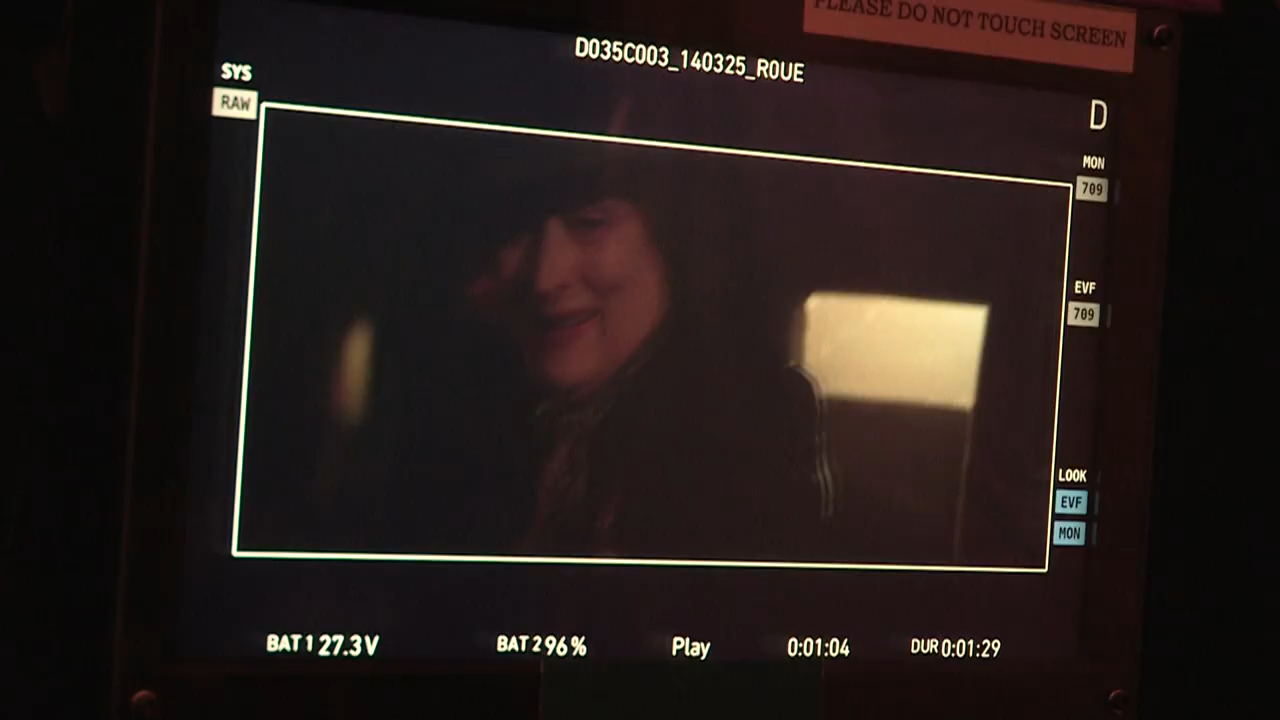 PLEASE DO NOT TOUCH SCREEN
D035C003_140325_R0UE
SYS
RAW
D
MON
709
EVF
709
LOOK
EVF
MON
BAT 1 27.3 V
BAT 2 96 %
Play
0:01:04
DUR 0:01:29